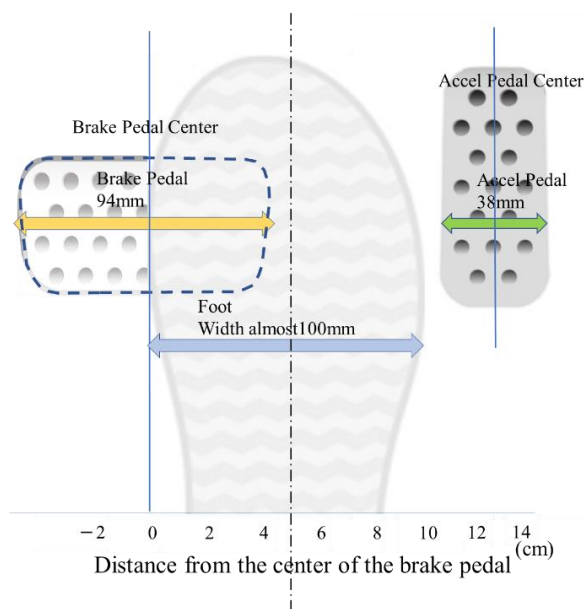 Accel Pedal Center
Brake Pedal Center
Brake Pedal
94mm
Accel Pedal
38mm
Foot
Width almost100mm
−2 0 2 4 6 8 10 12 14
(cm)
Distance from the center of the brake pedal